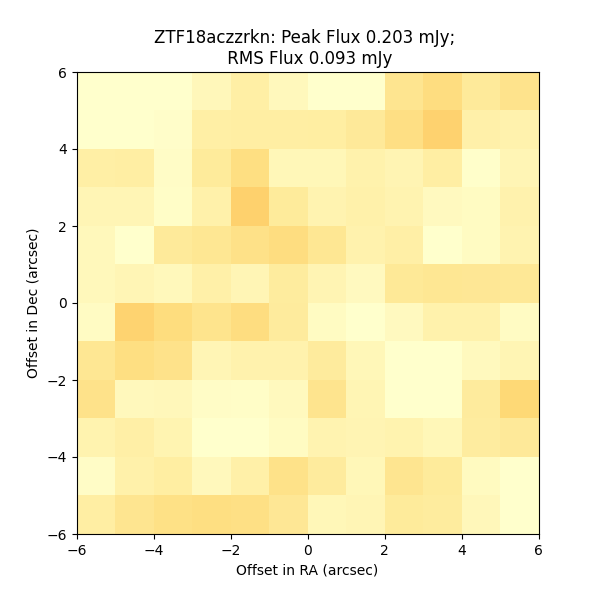 ZTF18aczzrkn: Peak Flux 0.203 mJy;
RMS Flux 0.093 mJy
6
4
2
0
−2
−4
−6
Offset in Dec (arcsec)
−6 −4 −2 0 2 4 6
Offset in RA (arcsec)